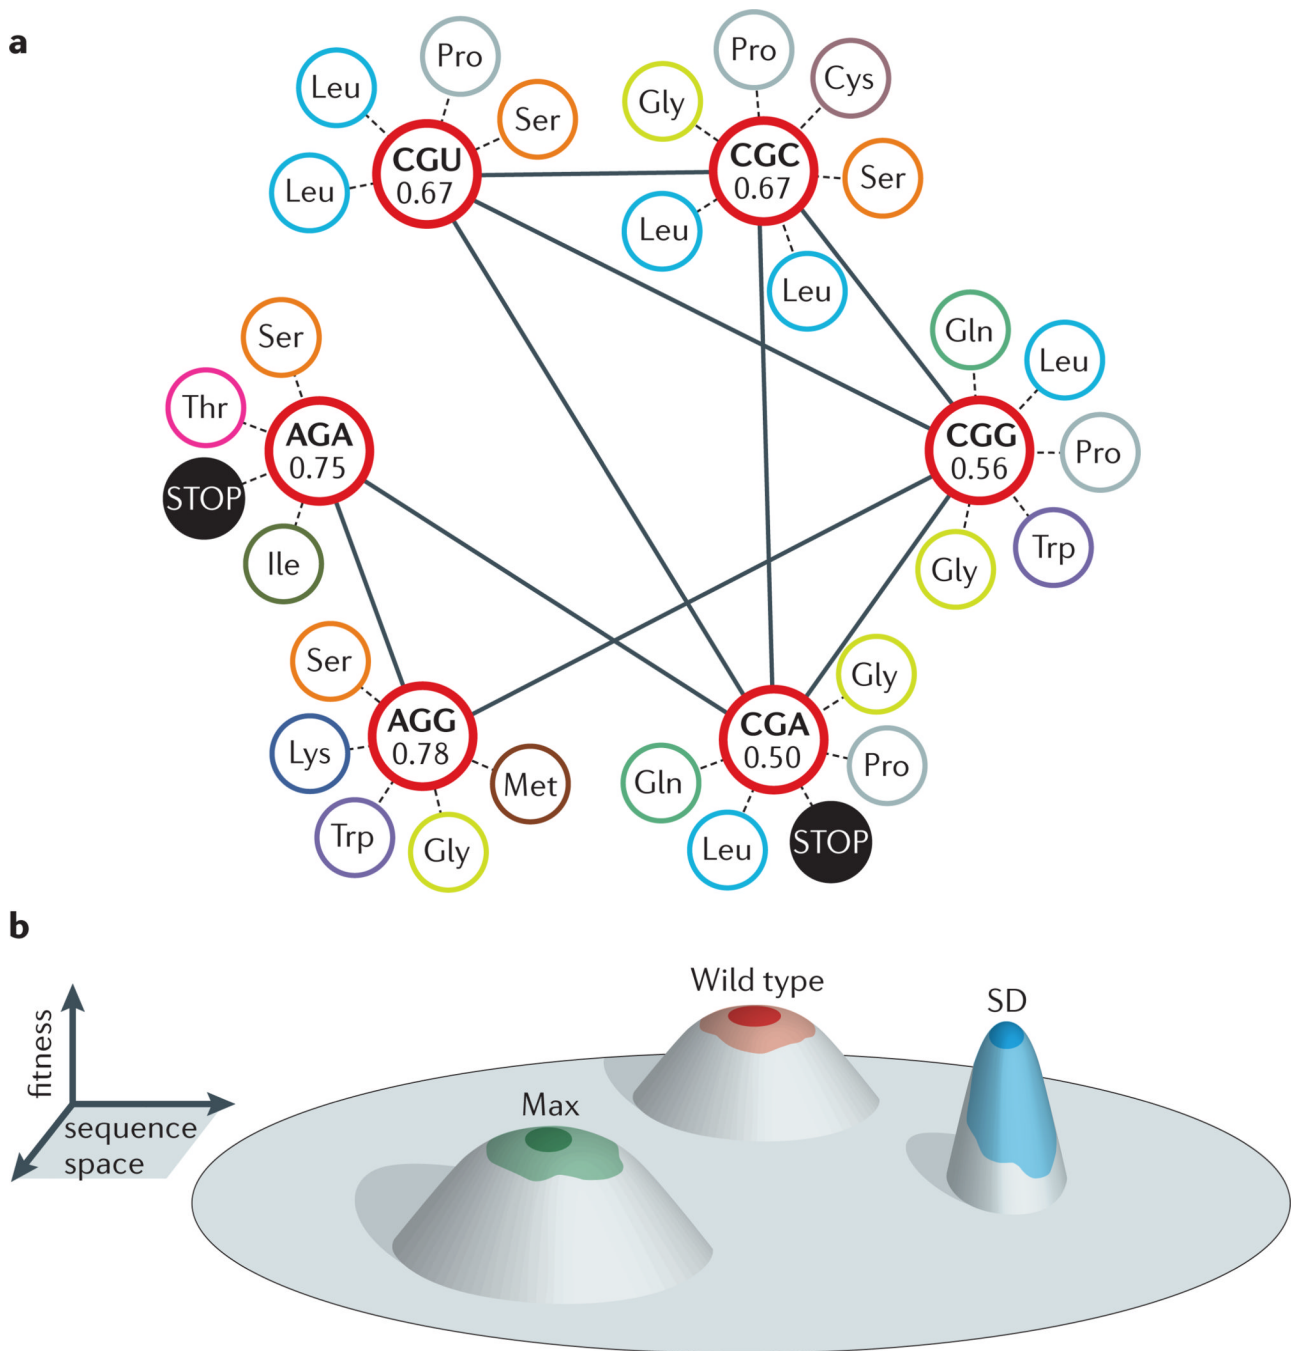 a
Leu
Pro
Ser
Leu
CGU
0.67
Gly
Pro
Cys
Ser
Leu
Leu
CGC
0.67
Gln
Leu
Pro
Trp
Gly
CGG
0.56
Ser
Thr
STOP
Ile
AGA
0.75
Ser
Lys
Trp
Gly
Met
AGG
0.78
Gly
Pro
STOP
Leu
Gln
CGA
0.50
b
fitness
sequence
space
Max
Wild type
SD